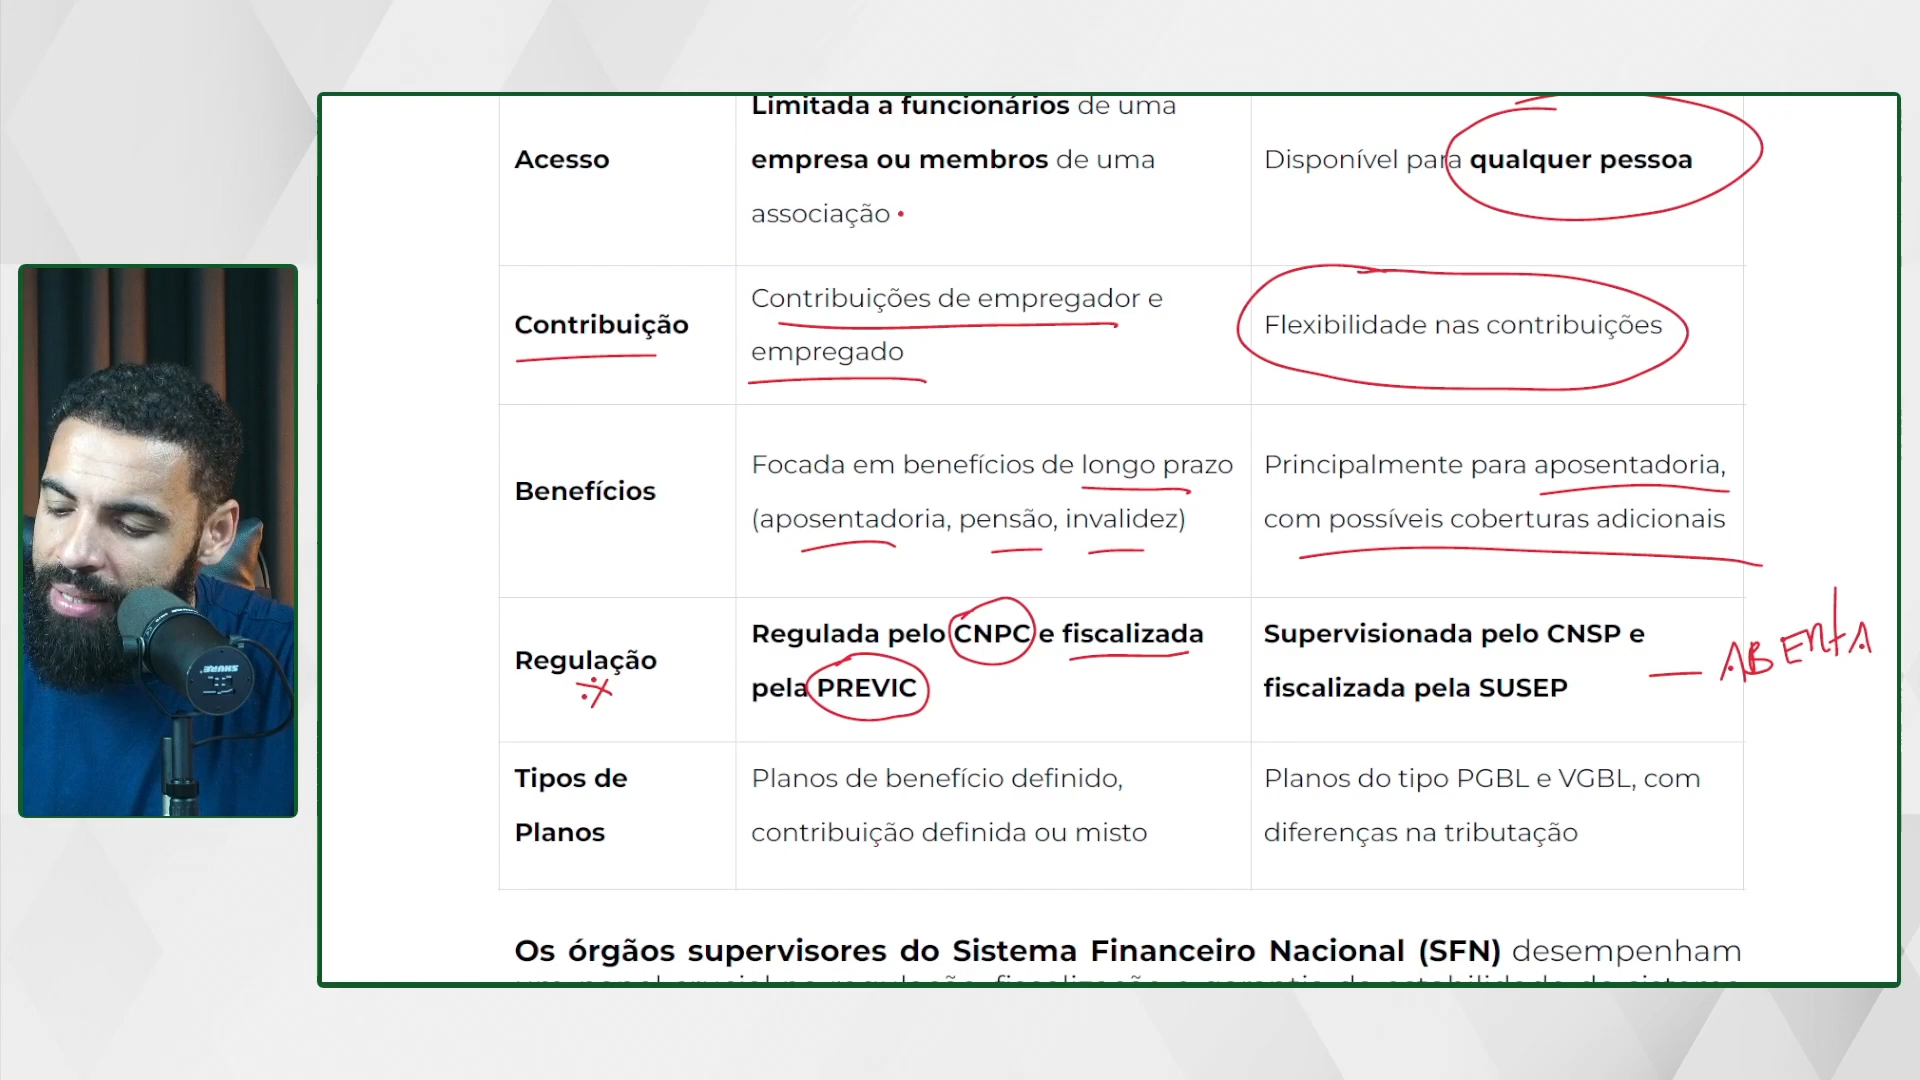 Limitada a funcionários de uma
Acesso
empresa ou membros de uma
Disponível para qualquer pessoa
associação
Contribuição
Contribuições de empregador e
empregado
Flexibilidade nas contribuições
Benefícios
Focada em benefícios de longo prazo
(aposentadoria, pensão, invalidez)
Principalmente para aposentadoria,
com possíveis coberturas adicionais
Regulação
Regulada pelo CNPC e fiscalizada
pela PREVIC
Supervisionada pelo CNSP e
fiscalizada pela SUSEP
ABERTA
Tipos de
Planos
Planos de benefício definido,
contribuição definida ou misto
Planos do tipo PGBL e VGBL, com
diferenças na tributação
Os órgãos supervisores do Sistema Financeiro Nacional (SFN) desempenham